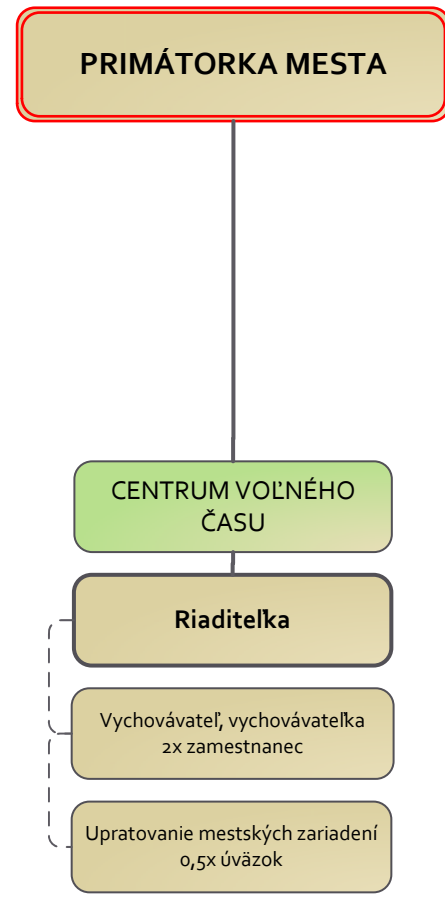 PRIMÁTORKA MESTA
CENTRUM VOĽNÉHO
ČASU
Riaditeľka
Vychovávateľ, vychovávateľka
2x zamestnanec
Upratovanie mestských zariadení
0,5x úväzok